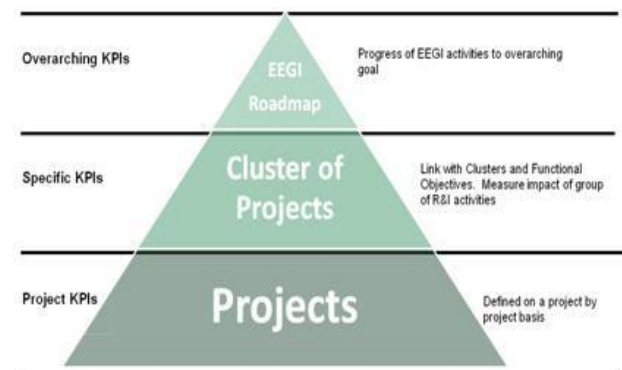 Overarching KPIs
EEGI
Roadmap
Progress of EEGI activities to overarching
goal
Specific KPIs
Cluster of
Projects
Link with Clusters and Functional
Objectives. Measure impact of group
of R&I activities
Project KPIs
Projects
Defined on a project by
project basis